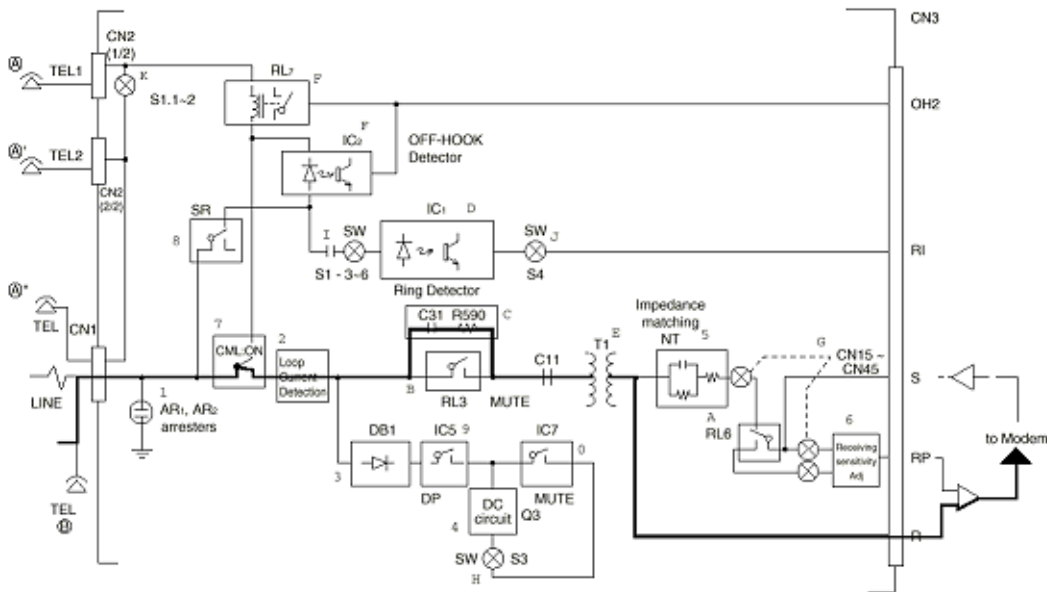 CN3
CN2
(1/2)
Ⓐ
TEL1
K
S1.1~2
RL7
F
OH2
IC2
F
OFF-HOOK
Detector
Ⓐ'
TEL2
CN2
(2/2)
SR
8
I
SW
IC1
D
SW
J
RI
S1 - 3~6
S4
Ring Detector
Ⓐ"
TEL
CN1
7
CML:ON
2
Loop
Current
Detection
C31
R590
C
Impedance
matching
NT
5
T1
E
G
CN15 ~
CN45
C11
S
LINE
1
AR1, AR2
arresters
B
RL3
MUTE
A
RL6
6
Receiving
sensitivity
Adj
to Modem
RP
DB1
IC5
9
IC7
0
3
DP
MUTE
DC
circuit
4
Q3
TEL
Ⓑ
SW
S3
H
R